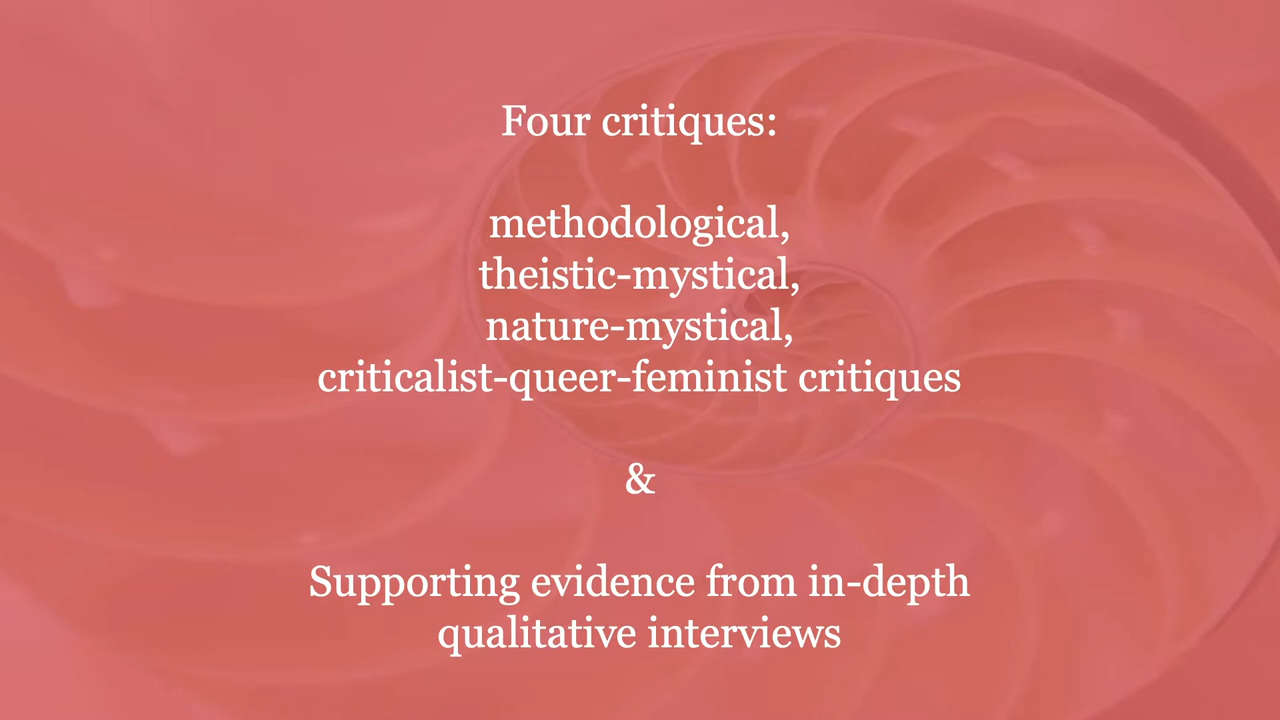 Four critiques:
methodological,
theistic-mystical,
nature-mystical,
criticalist-queer-feminist critiques
&
Supporting evidence from in-depth
qualitative interviews